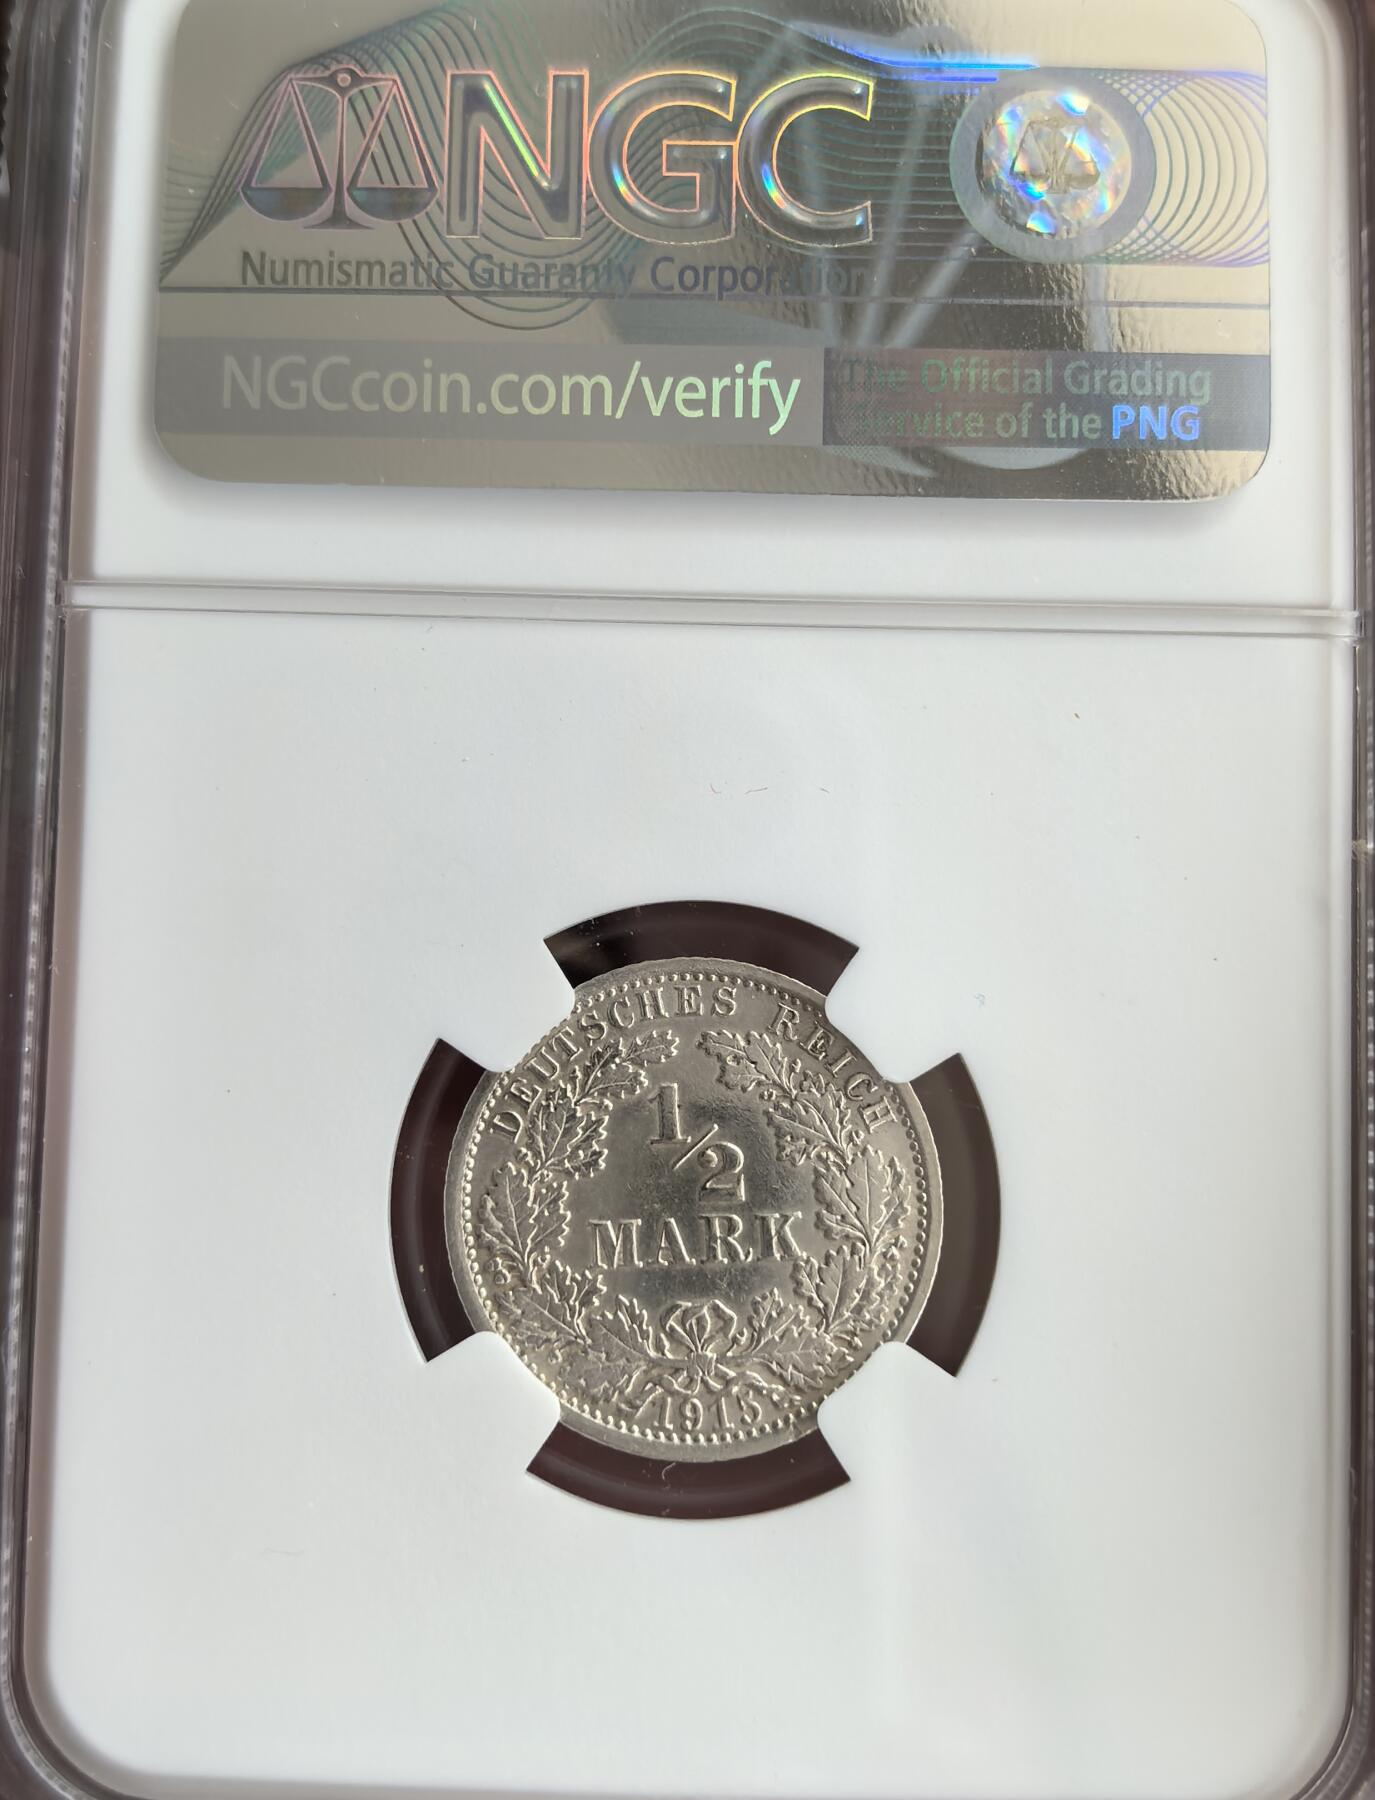 NGC
Numismatic Guaranty Corporation
NGCcoin.com/verify
The Official Grading
Service of the PNG
DEUTSCHES REICH
1/2
MARK
1915